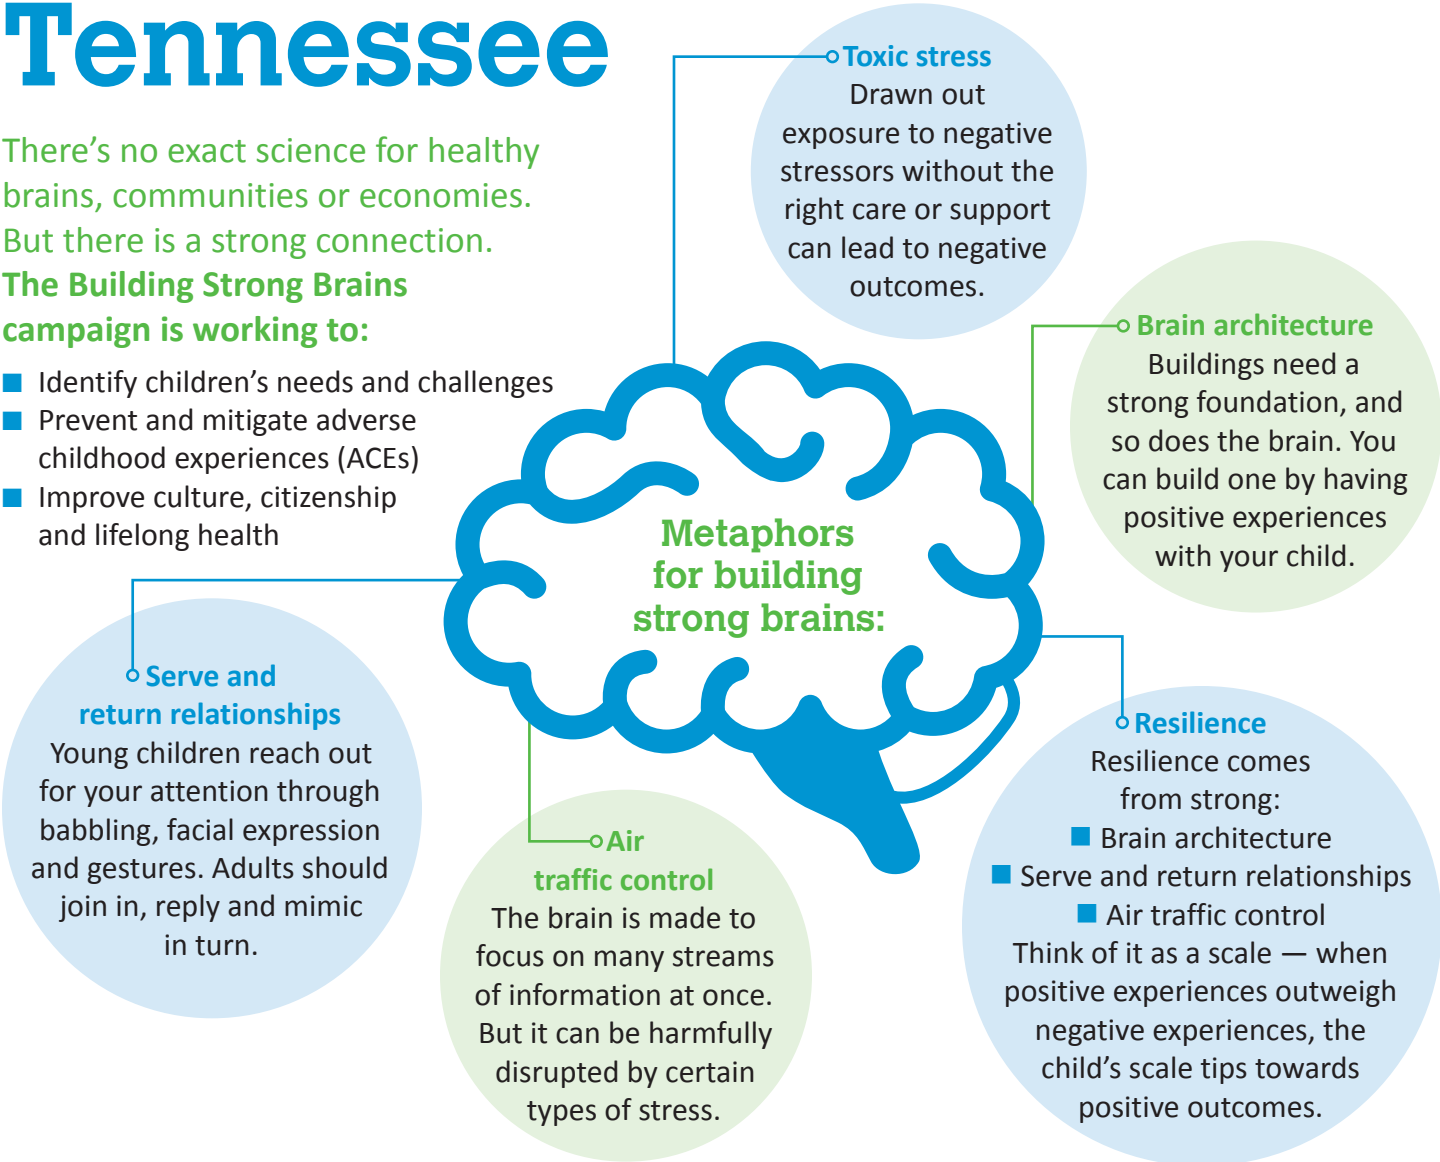 Tennessee
There’s no exact science for healthy
brains, communities or economies.
But there is a strong connection.
The Building Strong Brains
campaign is working to:
■ Identify children’s needs and challenges
■ Prevent and mitigate adverse
childhood experiences (ACEs)
■ Improve culture, citizenship
and lifelong health
Toxic stress
Drawn out
exposure to negative
stressors without the
right care or support
can lead to negative
outcomes.
Brain architecture
Buildings need a
strong foundation, and
so does the brain. You
can build one by having
positive experiences
with your child.
Metaphors
for building
strong brains:
Serve and
return relationships
Young children reach out
for your attention through
babbling, facial expression
and gestures. Adults should
join in, reply and mimic
in turn.
Air
traffic control
The brain is made to
focus on many streams
of information at once.
But it can be harmfully
disrupted by certain
types of stress.
Resilience
Resilience comes
from strong:
■ Brain architecture
■ Serve and return relationships
■ Air traffic control
Think of it as a scale — when
positive experiences outweigh
negative experiences, the
child’s scale tips towards
positive outcomes.